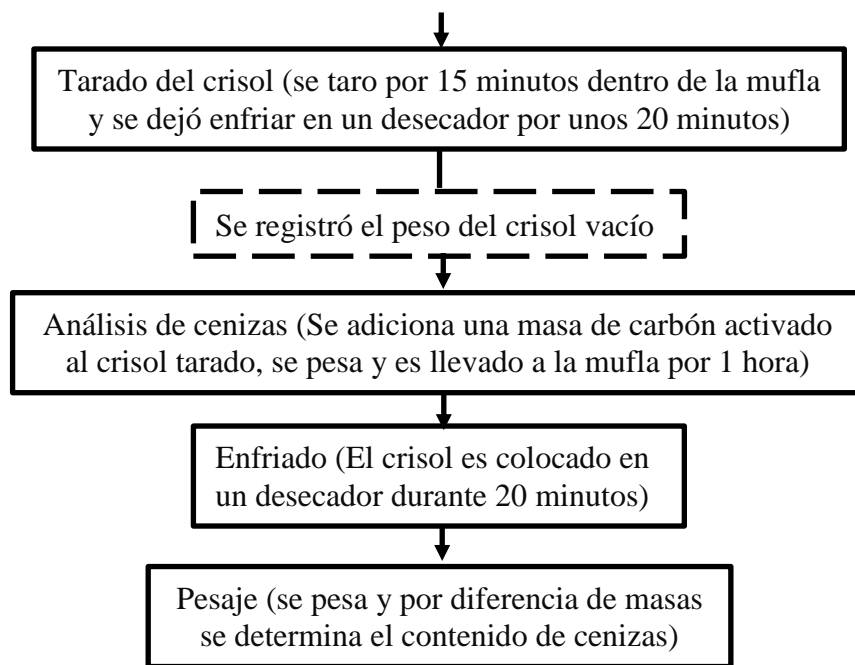 Tarado del crisol (se taro por 15 minutos dentro de la mufla
y se dejó enfriar en un desecador por unos 20 minutos)
Se registró el peso del crisol vacío
Análisis de cenizas (Se adiciona una masa de carbón activado
al crisol tarado, se pesa y es llevado a la mufla por 1 hora)
Enfriado (El crisol es colocado en
un desecador durante 20 minutos)
Pesaje (se pesa y por diferencia de masas
se determina el contenido de cenizas)